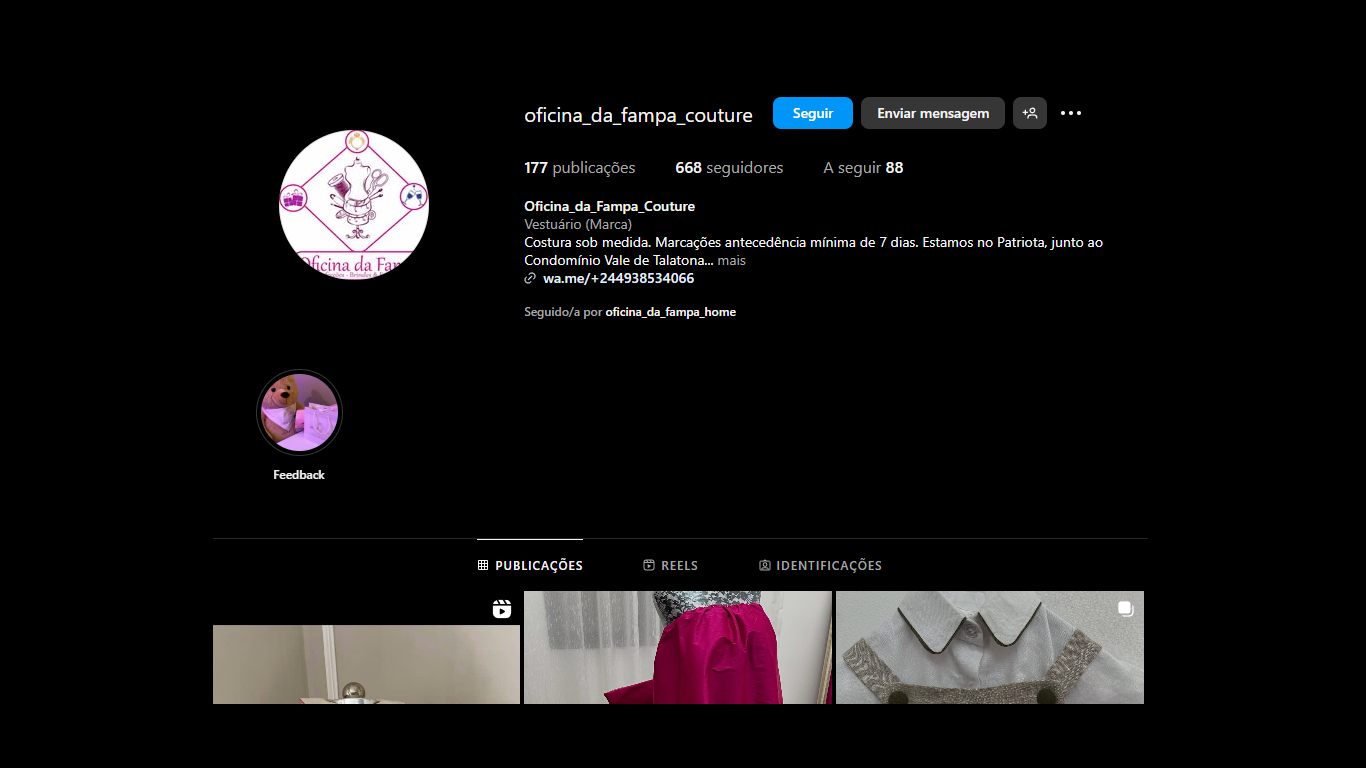 oficina_da_fampa_couture
Seguir
Enviar mensagem
177 publicações 668 seguidores A seguir 88
Oficina_da_Fampa_Couture
Vestuário (Marca)
Costura sob medida. Marcações antecedência mínima de 7 dias. Estamos no Patriota, junto ao
Condomínio Vale de Talatona... mais
wa.me/+244938534066
Seguido/a por oficina_da_fampa_home
Oficina da Fam
Feedback
PUBLICAÇÕES REELS IDENTIFICAÇÕES